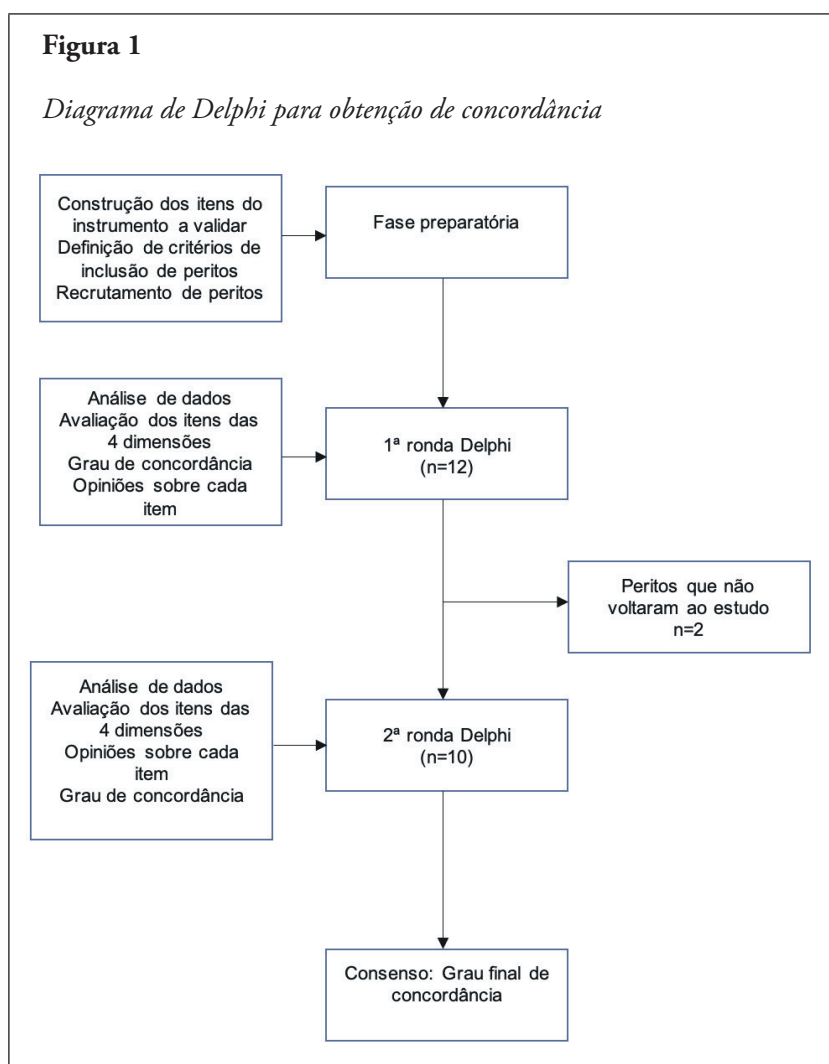 Figura 1
Diagrama de Delphi para obtenção de concordância
Construção dos itens do
instrumento a validar
Definição de critérios de
inclusão de peritos
Recrutamento de peritos
Fase preparatória
Análise de dados
Avaliação dos itens das
4 dimensões
Grau de concordância
Opiniões sobre cada
item
1ª ronda Delphi
(n=12)
Peritos que não
voltaram ao estudo
n=2
Análise de dados
Avaliação dos itens das
4 dimensões
Opiniões sobre cada
item
Grau de concordância
2ª ronda Delphi
(n=10)
Consenso: Grau final de
concordância